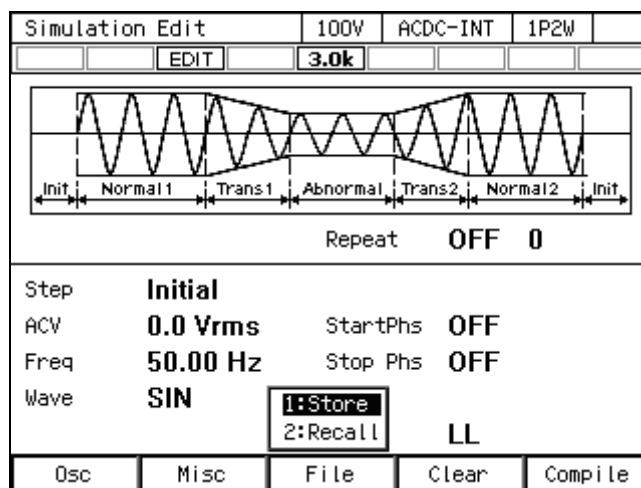 Simulation Edit 100V ACDC-INT 1P2W
EDIT 3.0k
Init Normal1 Trans1 Abnormal Trans2 Normal2 Init
Repeat OFF 0
Step Initial
ACV 0.0 Vrms StartPhs OFF
Freq 50.00 Hz Stop Phs OFF
Wave SIN
1:Store
2:Recall
LL
Osc Misc File Clear Compile